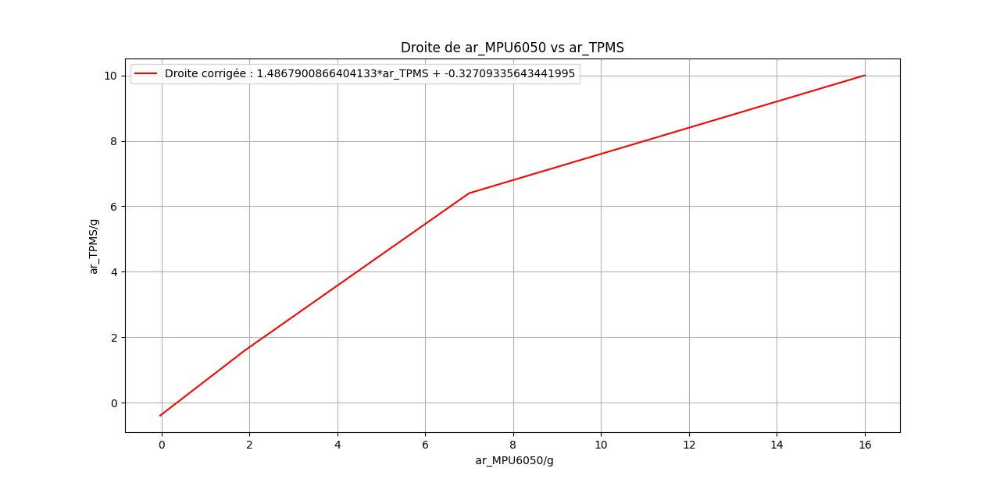 Droite de ar_MPU6050 vs ar_TPMS
Droite corrigée : 1.4867900866404133*ar_TPMS + -0.32709335643441995
10
8
6
4
2
0
ar_TPMS/g
0 2 4 6 8 10 12 14 16
ar_MPU6050/g